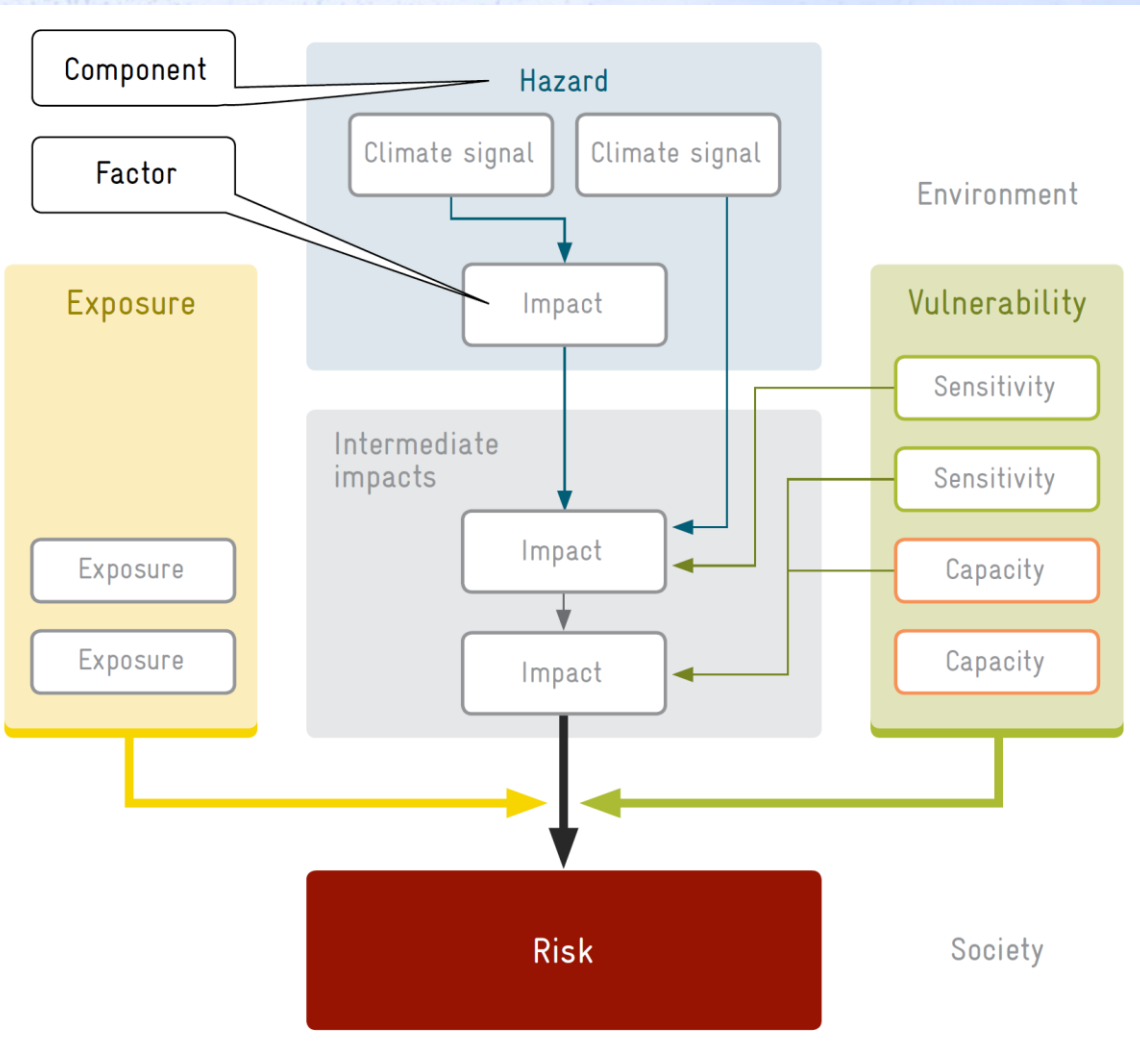 Component
Hazard
Climate signal
Climate signal
Factor
Environment
Exposure
Impact
Vulnerability
Sensitivity
Intermediate
impacts
Sensitivity
Impact
Exposure
Capacity
Exposure
Impact
Capacity
Risk
Society